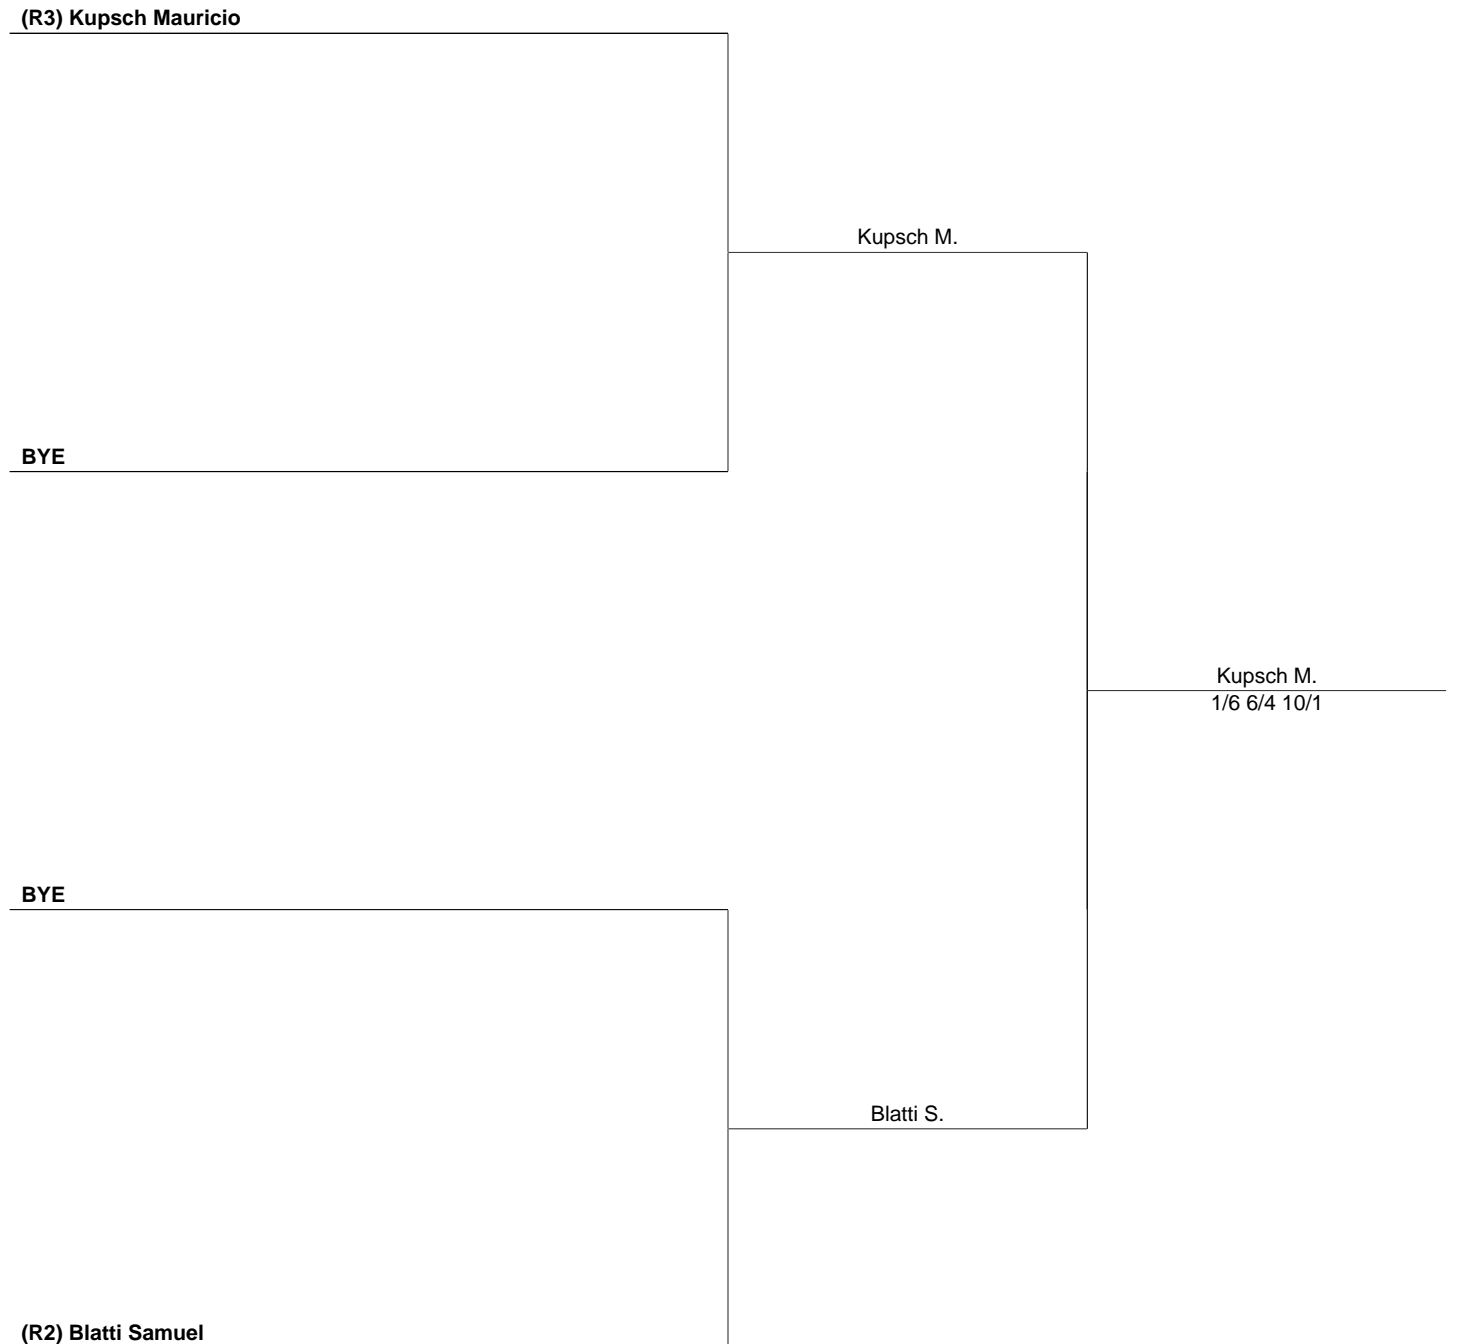 (R3) Kupsch Mauricio
Kupsch M.
BYE
Kupsch M.
1/6 6/4 10/1
BYE
Blatti S.
(R2) Blatti Samuel